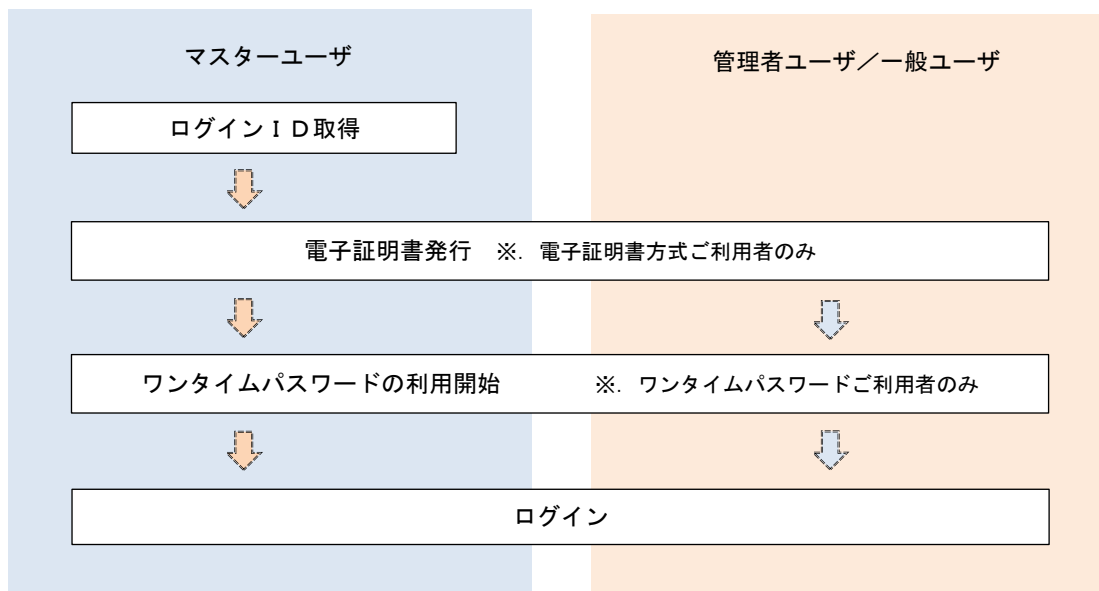 マスターユーザ
管理者ユーザ／一般ユーザ
ログインＩＤ取得
電子証明書発行　※. 電子証明書方式ご利用者のみ
ワンタイムパスワードの利用開始　※. ワンタイムパスワードご利用者のみ
ログイン